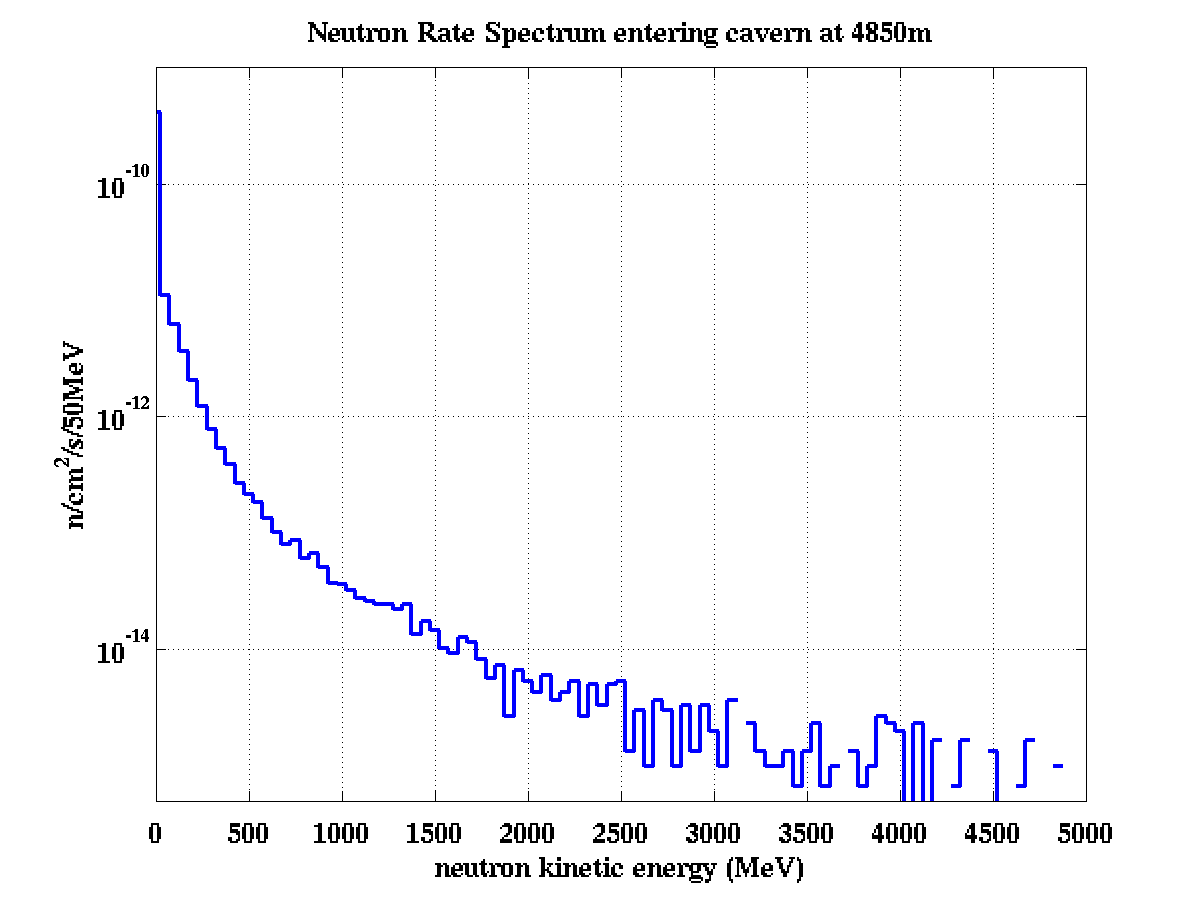 Neutron Rate Spectrum entering cavern at 4850m
n/cm²/s/50MeV
10⁻¹⁰
10⁻¹²
10⁻¹⁴
0 500 1000 1500 2000 2500 3000 3500 4000 4500 5000
neutron kinetic energy (MeV)